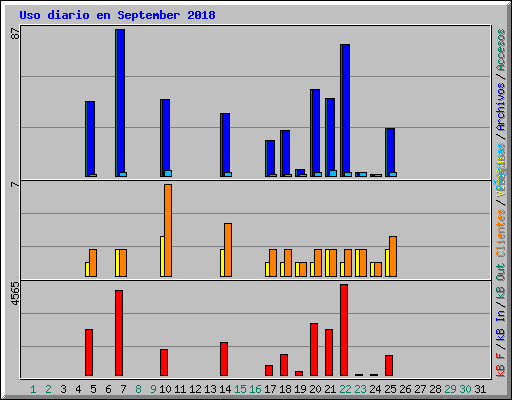 Uso diario en September 2018
87
7
4565
kB F / kB In / kB Out Clientes / / Archivos / Accesos
1 2 3 4 5 6 7 8 9 10 11 12 13 14 15 16 17 18 19 20 21 22 23 24 25 26 27 28 29 30 31